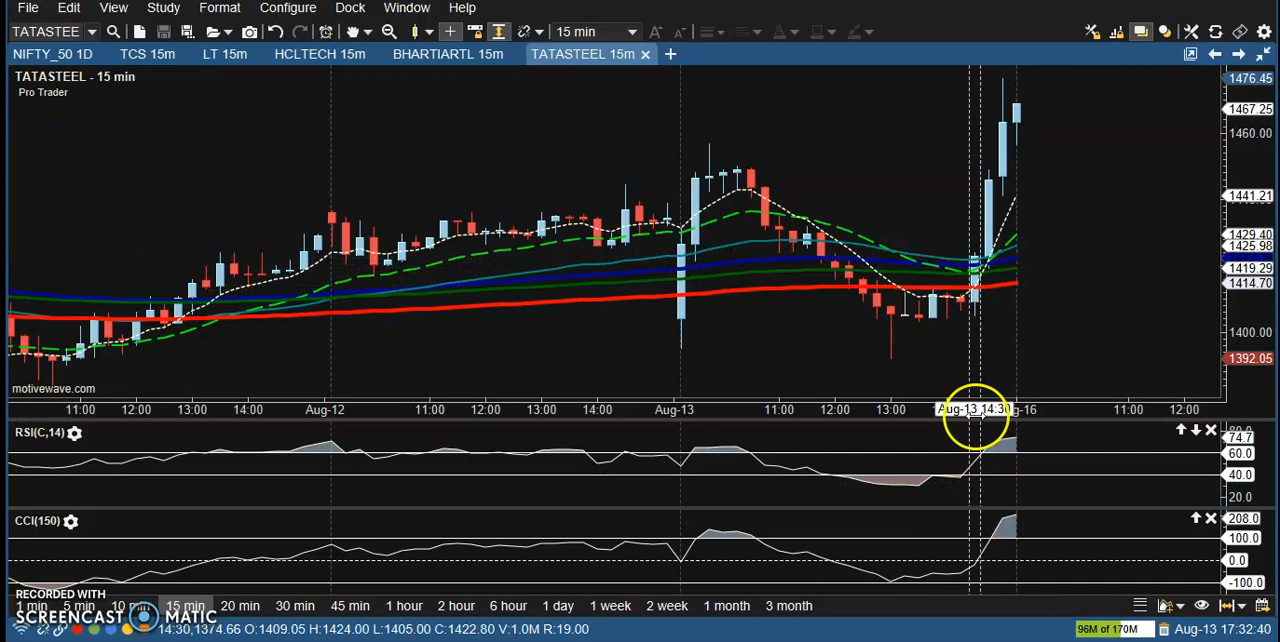 File Edit View Study Format Configure Dock Window Help
TATASTEE 15 min
NIFTY_50 1D TCS 15m LT 15m HCLTECH 15m BHARTIARTL 15m TATASTEEL 15m
TATASTEEL - 15 min
Pro Trader
1476.45
1467.25
1460.00
1441.21
1429.40
1425.98
1419.29
1414.70
1400.00
1392.05
motivewave.com
11:00 12:00 13:00 14:00 Aug-12 11:00 12:00 13:00 14:00 Aug-13 11:00 12:00 13:00 Aug-13 14:30 g-16 11:00 12:00
RSI(C,14)
74.7
60.0
40.0
20.0
CCI(150)
208.0
100.0
0.0
-100.0
RECORDED WITH
SCREENCAST MATIC
1 min 5 min 10 min 15 min 20 min 30 min 45 min 1 hour 2 hour 6 hour 1 day 1 week 2 week 1 month 3 month
14:30,1374.66 O:1409.05 H:1424.00 L:1405.00 C:1422.80 V:1.0M R:19.00 96M of 170M Aug-13 17:32:40